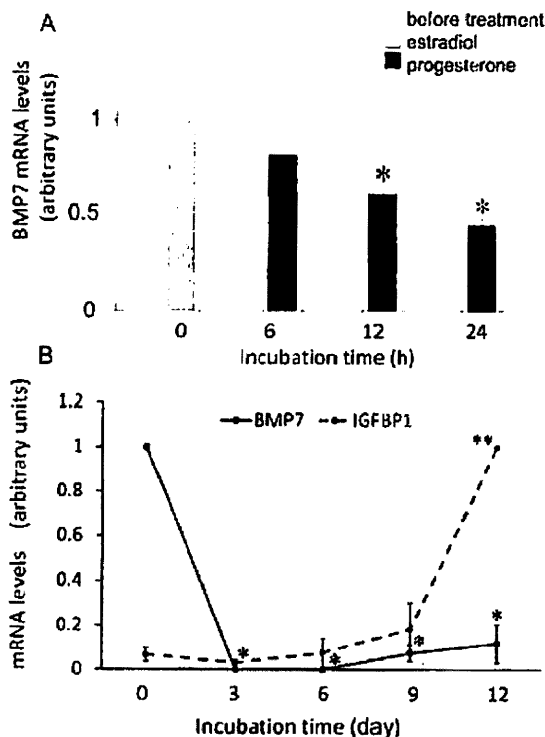 A
before treatment
estradiol
progesterone
BMP7 mRNA levels
(arbitrary units)
1
0.5
0
*
*
0 6 12 24
Incubation time (h)
B
mRNA levels (arbitrary units)
1.2
1
0.8
0.6
0.4
0.2
0
BMP7 IGFBP1
**
*
*
*
*
0 3 6 9 12
Incubation time (day)